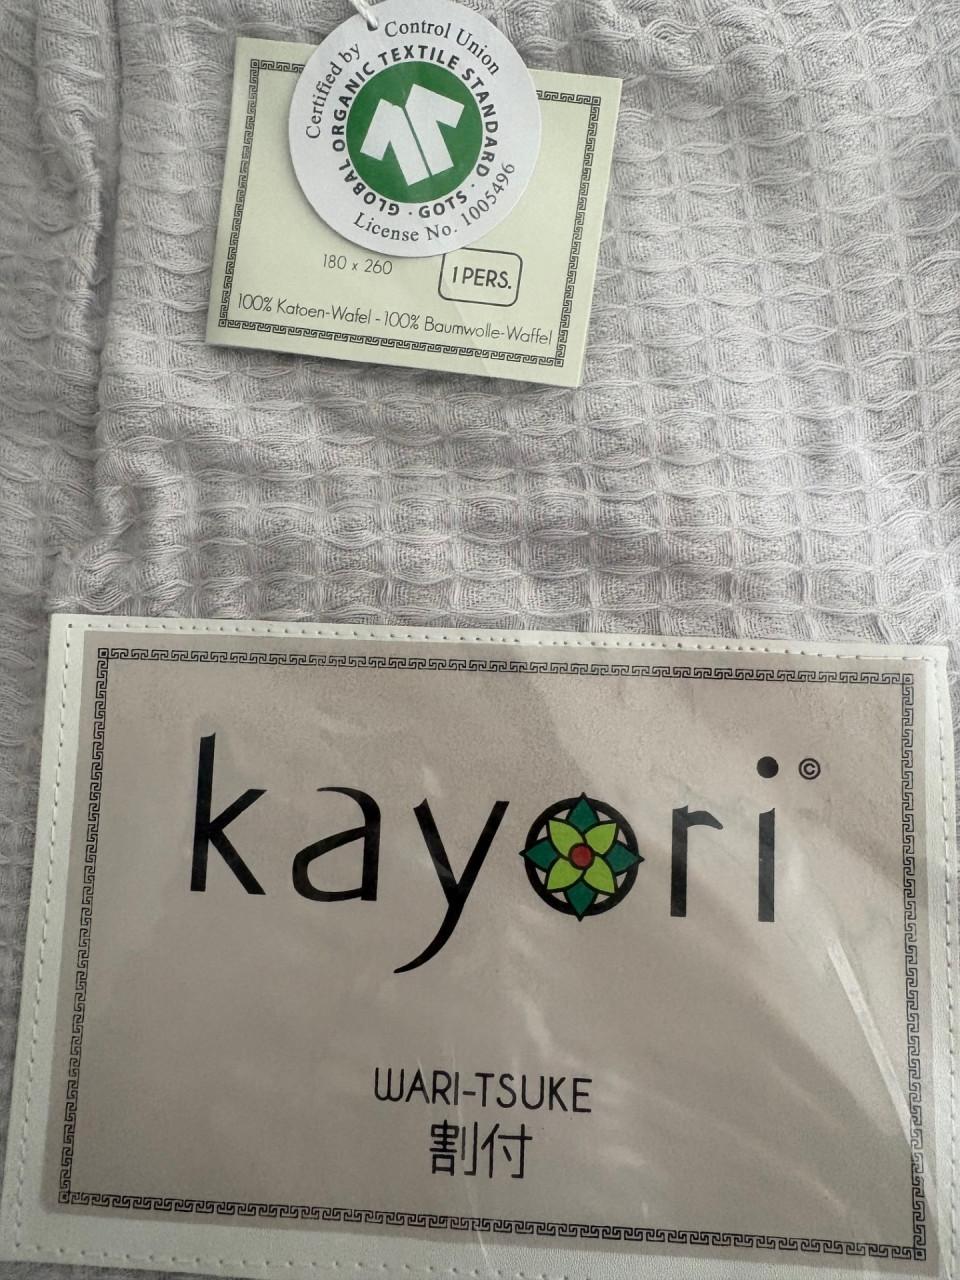 Certified by Control Union
GLOBAL ORGANIC TEXTILE STANDARD · GOTS ·
License No. 1005496
180 x 260
1 PERS.
100% Katoen-Wafel - 100% Baumwolle-Waffel
kayori ©
WARI-TSUKE
割付